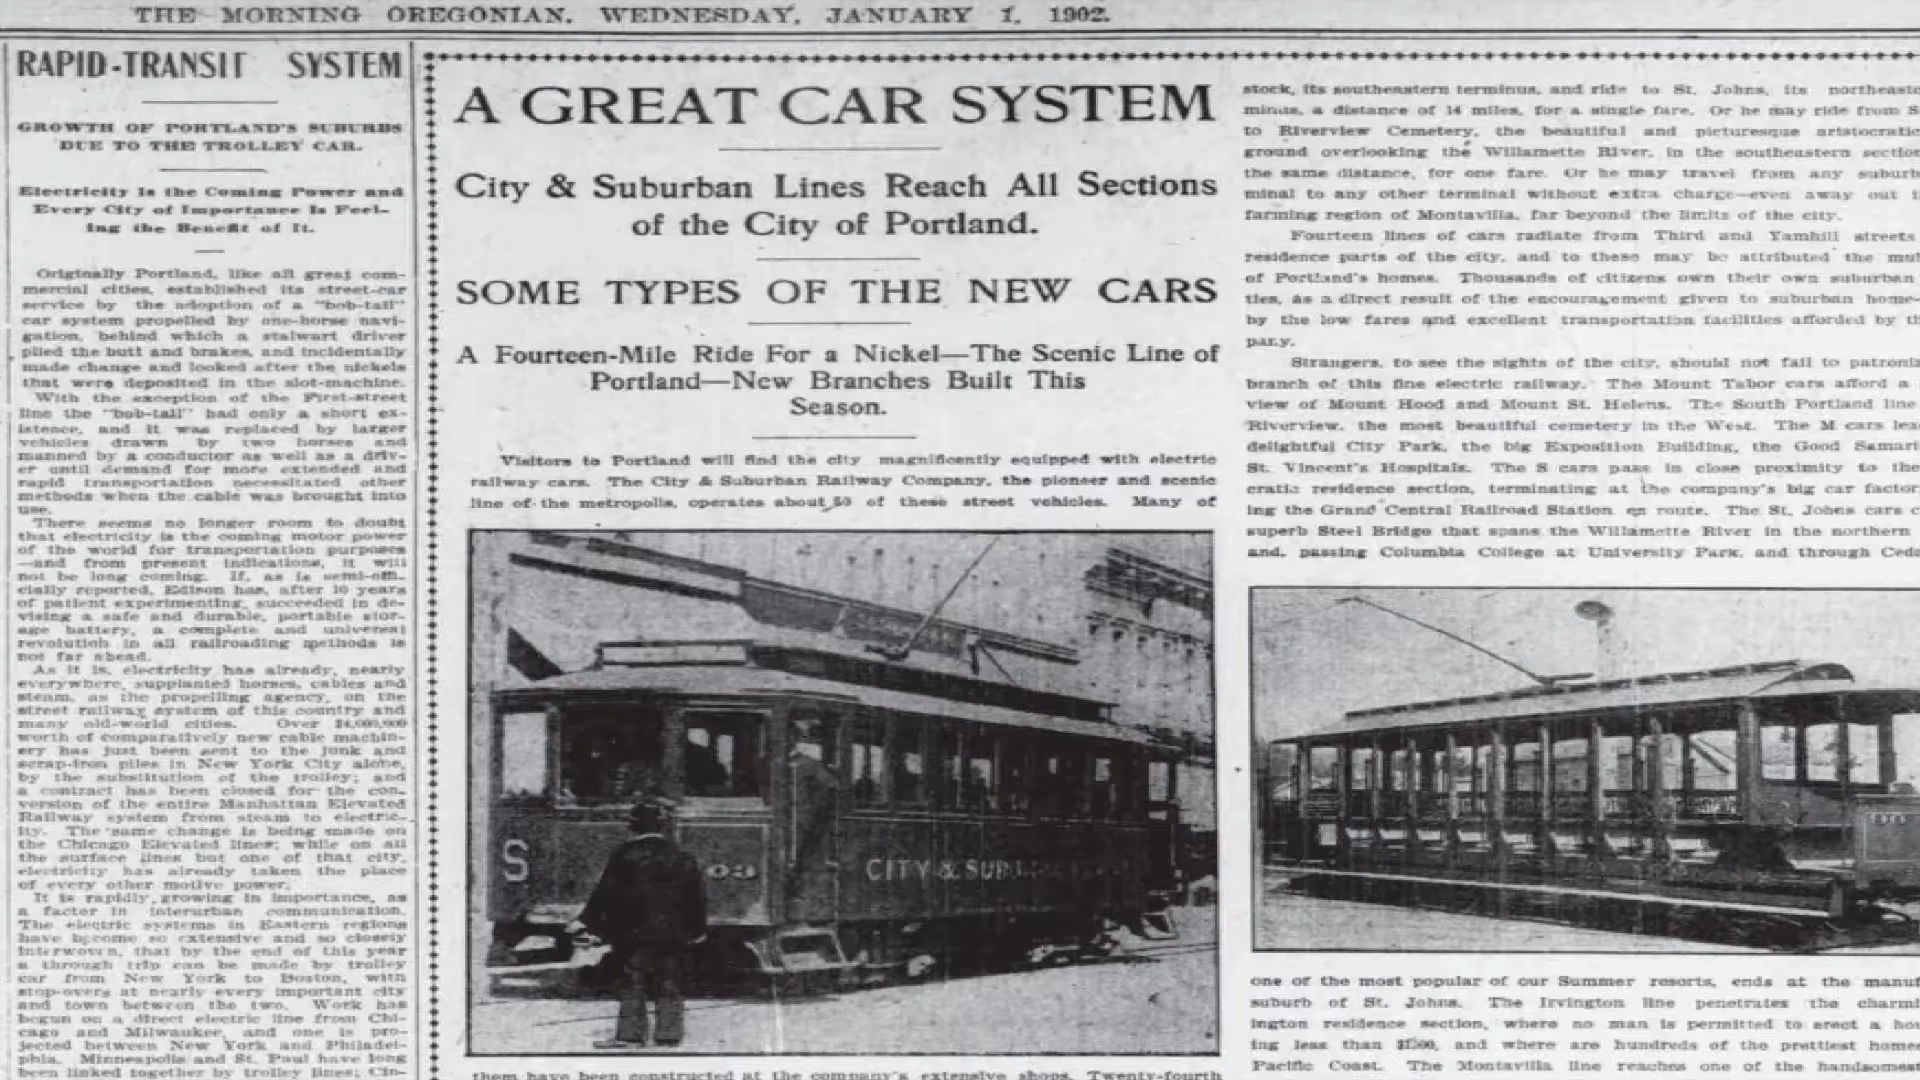 THE MORNING OREGONIAN, WEDNESDAY, JANUARY 1, 1902.
RAPID-TRANSIT SYSTEM
GROWTH OF PORTLAND'S SUBURBS
DUE TO THE TROLLEY CAR.
Electricity Is the Coming Power and
Every City of Importance Is Feel-
ing the Benefit of It.
Originally Portland, like all great com-
mercial cities, established its street-car
service by the adoption of a "bob-tail"
car system propelled by one-horse navi-
gation, behind which a stalwart driver
plied the butt and brakes, and incidentally
made change and looked after the nickels
that were deposited in the slot-machine.
With the exception of the First-street
line the "bob-tail" had only a short ex-
istence, and it was replaced by larger
vehicles drawn by two horses and
manned by a conductor as well as a driv-
er until demand for more extended and
rapid transportation necessitated other
methods when the cable was brought into
use.
There seems no longer room to doubt
that electricity is the coming motor power
of the world for transportation purposes
—and from present indications, it will
not be long coming. If, as is semi-offi-
cially reported, Edison has, after 10 years
of patient experimenting, succeeded in de-
vising a safe and durable, portable stor-
age battery, a complete and universal
revolution in all railroading methods is
not far ahead.
As it is, electricity has already, nearly
everywhere, supplanted horses, cables and
steam, as the propelling agency, on the
street railway system of this country and
many old-world cities. Over $4,000,000
worth of comparatively new cable machin-
ery has just been sent to the junk and
scrap-iron piles in New York City alone,
by the substitution of the trolley; and
a contract has been closed for the con-
version of the entire Manhattan Elevated
Railway system from steam to electric-
ity. The same change is being made on
the Chicago Elevated lines; while on all
the surface lines but one of that city,
electricity has already taken the place
of every other motive power.
It is rapidly growing in importance, as
a factor in interurban communication.
The electric systems in Eastern regions
have become so extensive and so closely
interwoven, that by the end of this year
a through trip can be made by trolley
car from New York to Boston, with
stop-overs at nearly every important city
and town between the two. Work has
begun on a direct electric line from Chi-
cago and Milwaukee, and one is pro-
jected between New York and Philadel-
phia. Minneapolis and St. Paul have long
been linked together by trolley lines; Cin-
A GREAT CAR SYSTEM
City & Suburban Lines Reach All Sections
of the City of Portland.
SOME TYPES OF THE NEW CARS
A Fourteen-Mile Ride For a Nickel—The Scenic Line of
Portland—New Branches Built This
Season.
Visitors to Portland will find the city magnificently equipped with electric
railway cars. The City & Suburban Railway Company, the pioneer and scenic
line of the metropolis, operates about 50 of these street vehicles. Many of
S
03
CITY & SUBU
them have been constructed at the company's extensive shops. Twenty-fourth
stock, its southeastern terminus, and ride to St. Johns, its northeaste
minus, a distance of 14 miles, for a single fare. Or he may ride from S
to Riverview Cemetery, the beautiful and picturesque aristocratic
ground overlooking the Willamette River, in the southeastern section
the same distance, for one fare. Or he may travel from any suburb
minal to any other terminal without extra charge—even away out i
farming region of Montavilla, far beyond the limits of the city.
Fourteen lines of cars radiate from Third and Yamhill streets
residence parts of the city, and to these may be attributed the mul
of Portland's homes. Thousands of citizens own their own suburban
ties, as a direct result of the encouragement given to suburban home-
by the low fares and excellent transportation facilities afforded by th
pany.
Strangers, to see the sights of the city, should not fail to patroniz
branch of this fine electric railway. The Mount Tabor cars afford a
view of Mount Hood and Mount St. Helens. The South Portland line
Riverview, the most beautiful cemetery in the West. The M cars lea
delightful City Park, the big Exposition Building, the Good Samari
St. Vincent's Hospitals. The S cars pass in close proximity to the
cratic residence section, terminating at the company's big car factor
ing the Grand Central Railroad Station en route. The St. Johns cars c
superb Steel Bridge that spans the Willamette River in the northern
and, passing Columbia College at University Park, and through Ceda
one of the most popular of our Summer resorts, ends at the manuf
suburb of St. Johns. The Irvington line penetrates the charmi
ington residence section, where no man is permitted to erect a hou
ing less than $1500, and where are hundreds of the prettiest home
Pacific Coast. The Montavilla line reaches one of the handsomest